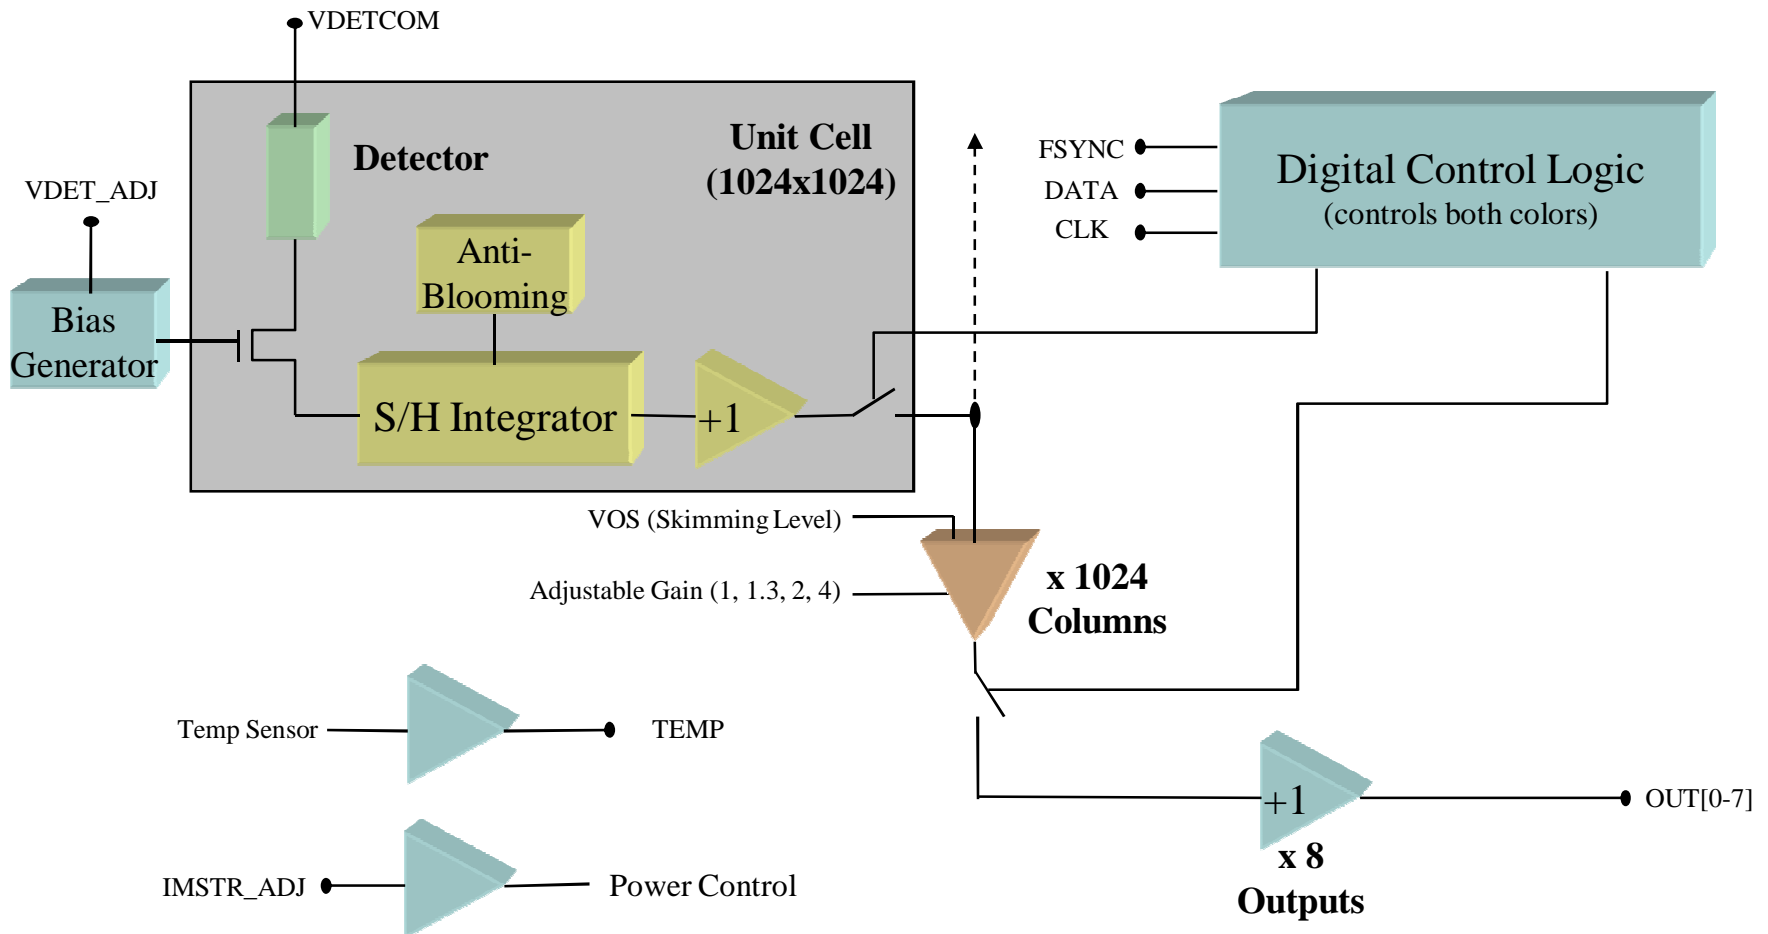 VDETCOM
Unit Cell
(1024x1024)
Detector
VDET_ADJ
Anti-
Blooming
Bias
Generator
S/H Integrator
+1
FSYNC
DATA
CLK
Digital Control Logic
(controls both colors)
VOS (Skimming Level)
Adjustable Gain (1, 1.3, 2, 4)
x 1024
Columns
Temp Sensor
TEMP
+1
OUT[0-7]
x 8
Outputs
IMSTR_ADJ
Power Control